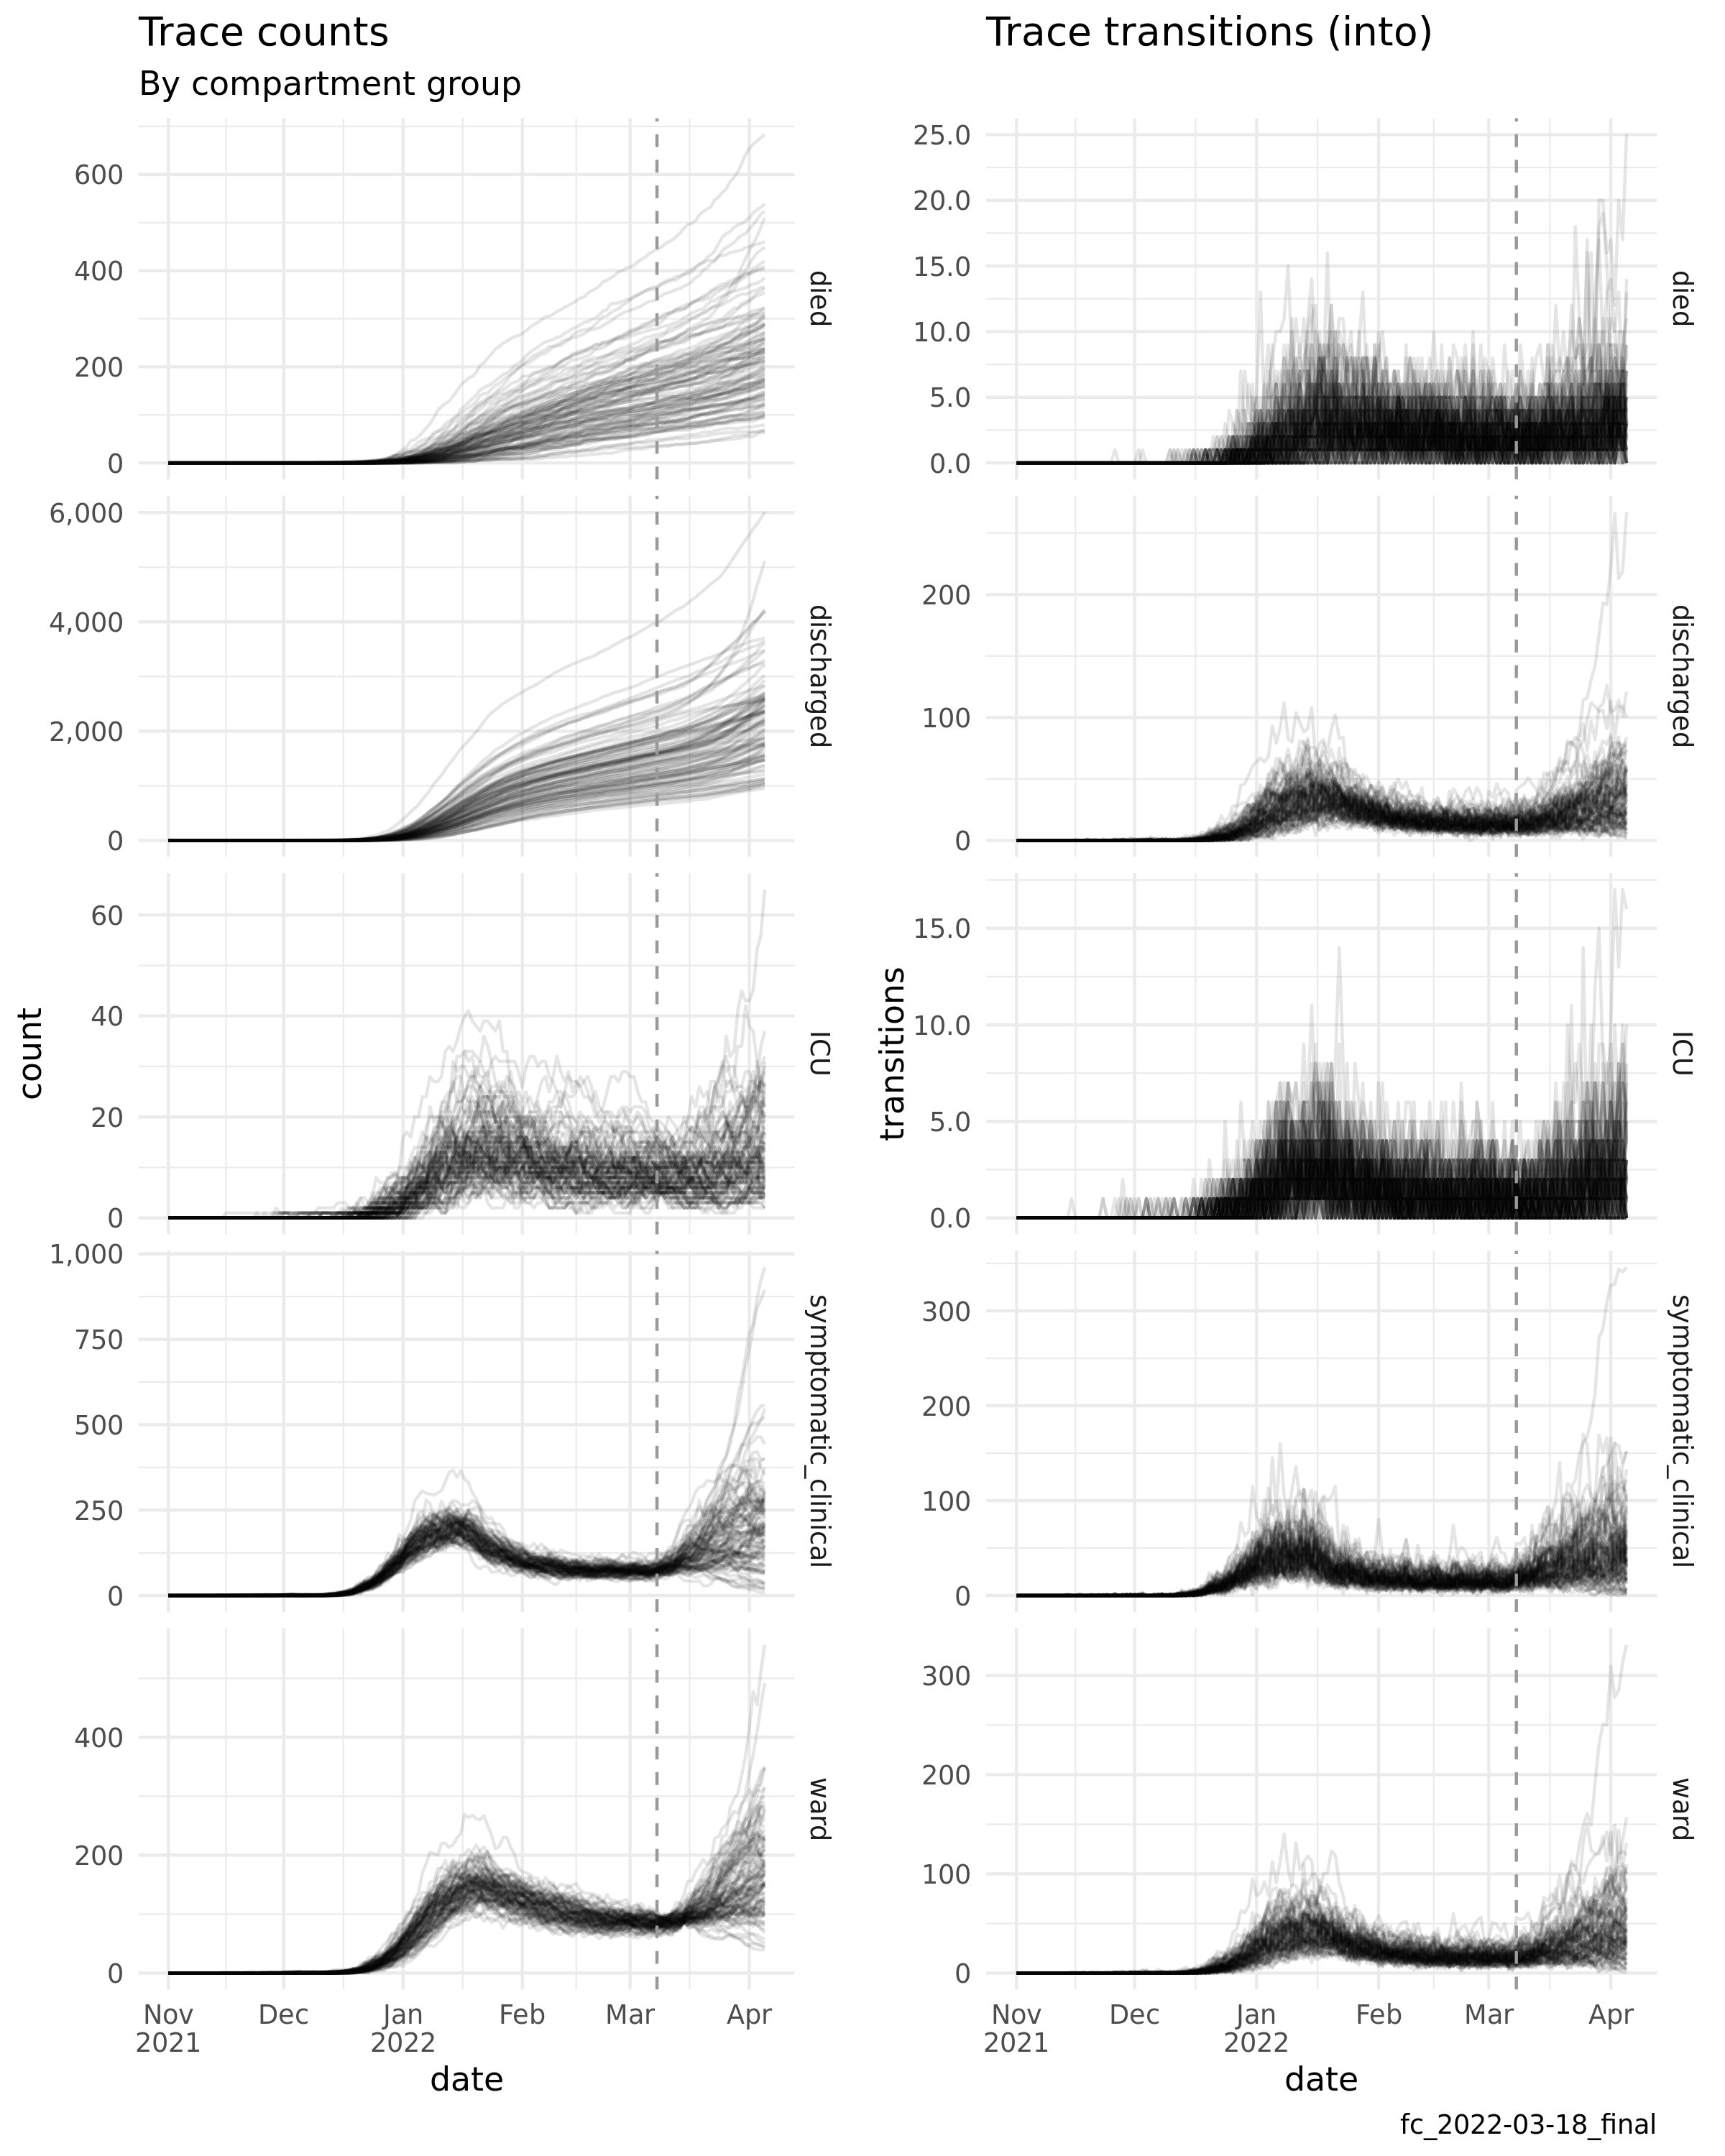 Trace counts
By compartment group
600
400
200
0
died
6,000
4,000
2,000
0
discharged
60
40
20
0
ICU
1,000
750
500
250
0
symptomatic_clinical
400
200
0
ward
count
Nov
2021
Dec
Jan
2022
Feb
Mar
Apr
date
Trace transitions (into)
25.0
20.0
15.0
10.0
5.0
0.0
died
200
100
0
discharged
15.0
10.0
5.0
0.0
ICU
300
200
100
0
symptomatic_clinical
300
200
100
0
ward
transitions
Nov
2021
Dec
Jan
2022
Feb
Mar
Apr
date
fc_2022-03-18_final